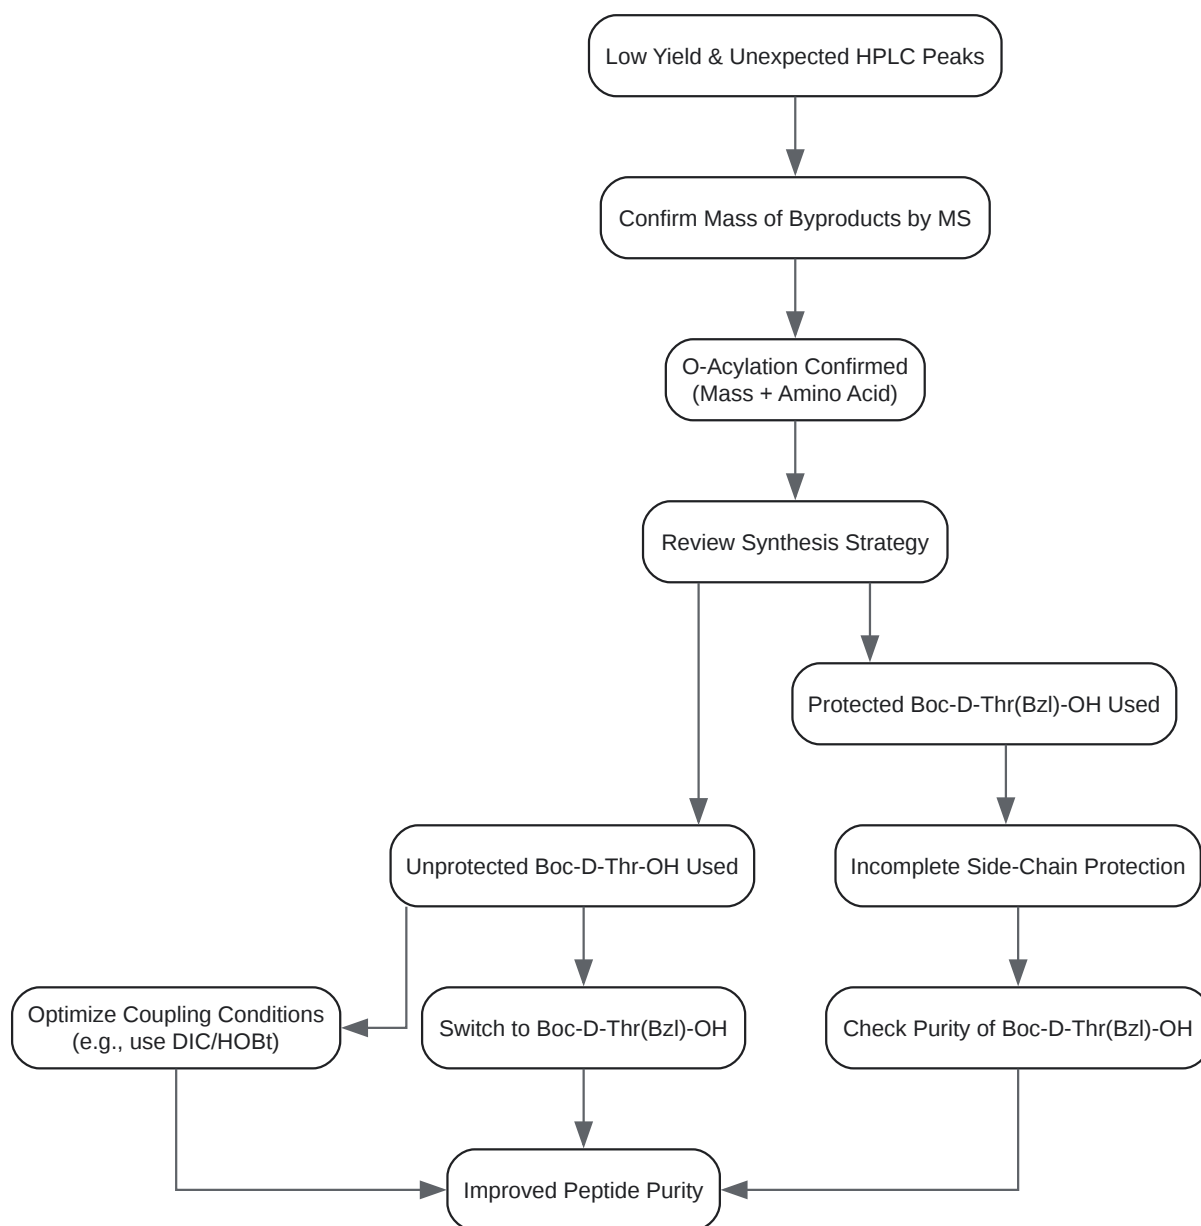 Low Yield & Unexpected HPLC Peaks
Confirm Mass of Byproducts by MS
O-Acylation Confirmed
(Mass + Amino Acid)
Review Synthesis Strategy
Protected Boc-D-Thr(Bzl)-OH Used
Unprotected Boc-D-Thr-OH Used
Incomplete Side-Chain Protection
Optimize Coupling Conditions
(e.g., use DIC/HOBt)
Switch to Boc-D-Thr(Bzl)-OH
Check Purity of Boc-D-Thr(Bzl)-OH
Improved Peptide Purity